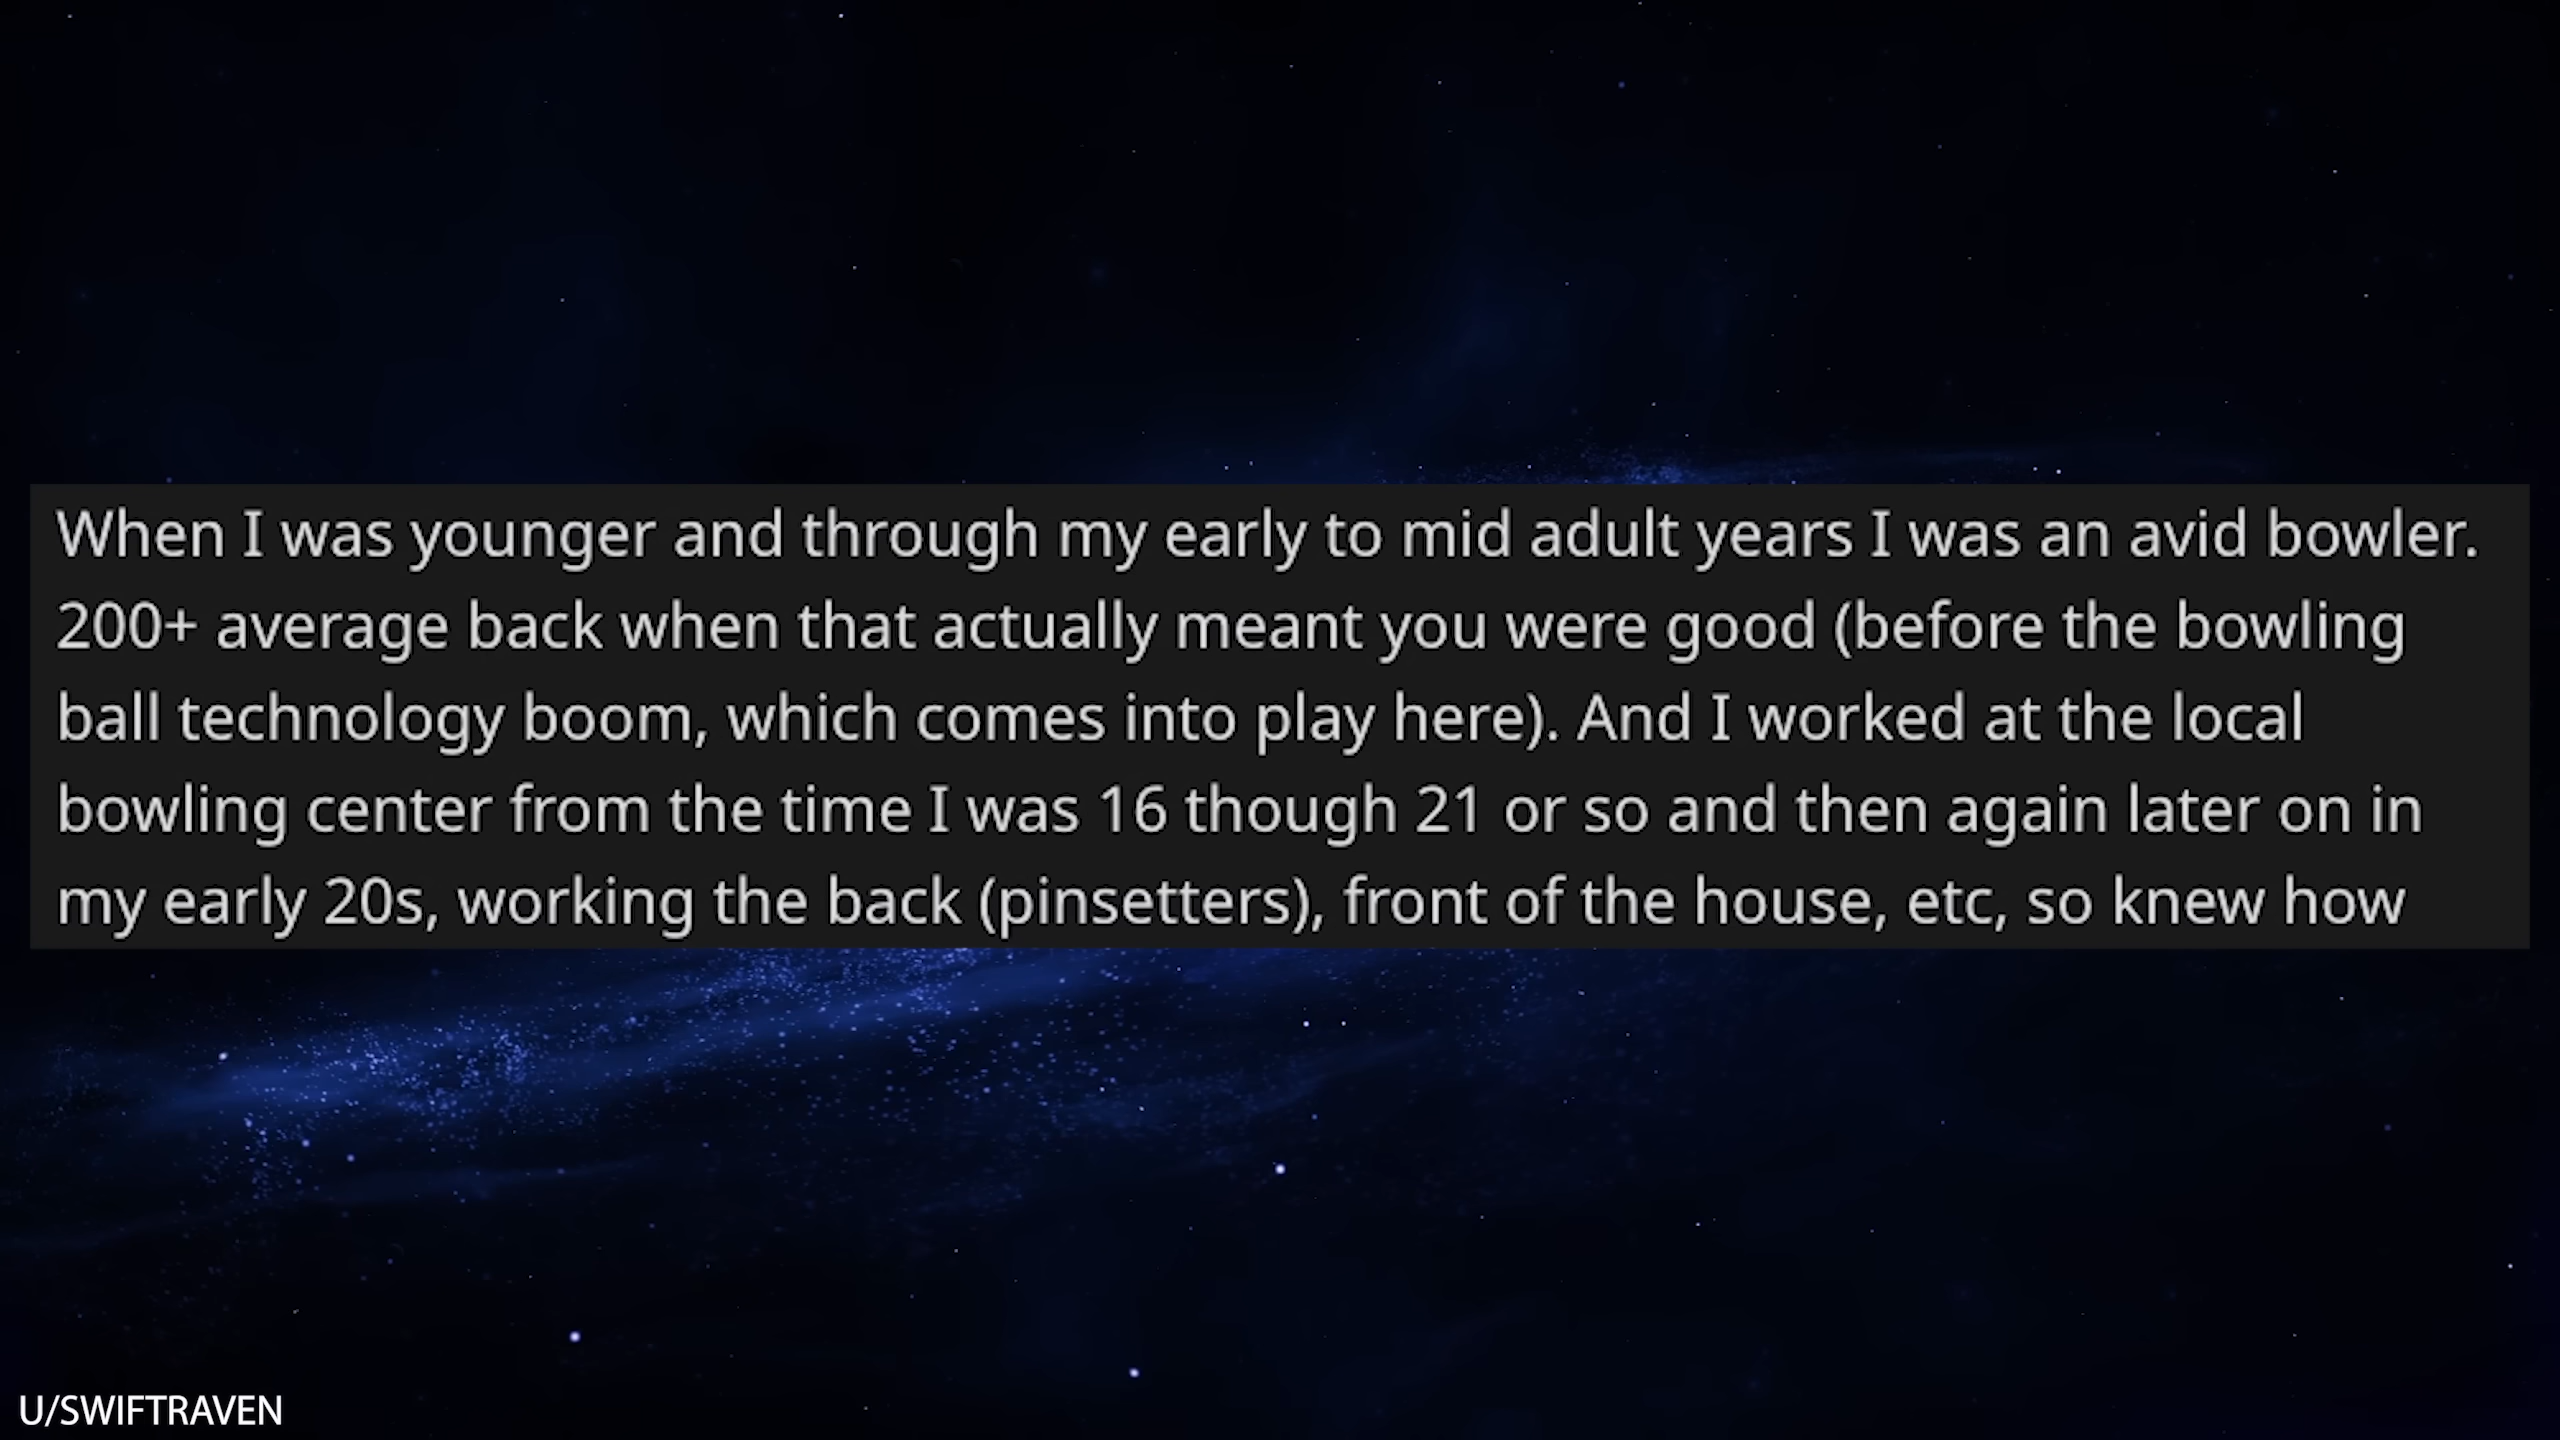 When I was younger and through my early to mid adult years I was an avid bowler.
200+ average back when that actually meant you were good (before the bowling
ball technology boom, which comes into play here). And I worked at the local
bowling center from the time I was 16 though 21 or so and then again later on in
my early 20s, working the back (pinsetters), front of the house, etc, so knew how
U/SWIFTRAVEN